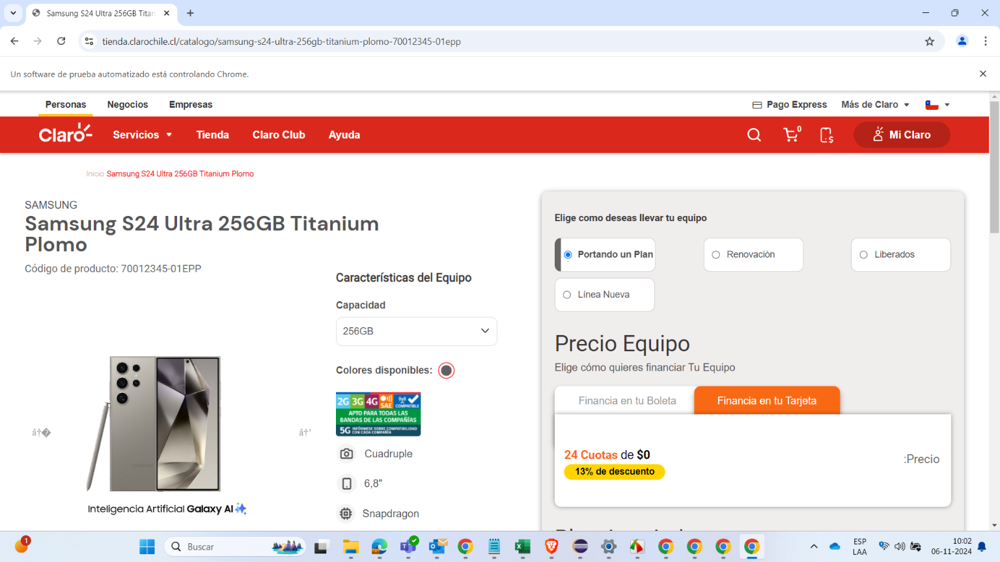 Samsung S24 Ultra 256GB Titan
tienda.clarochile.cl/catalogo/samsung-s24-ultra-256gb-titanium-plomo-70012345-01epp
Un software de prueba automatizado está controlando Chrome.
Personas Negocios Empresas Pago Express Más de Claro
Claro Servicios Tienda Claro Club Ayuda 0 Mi Claro
Inicio Samsung S24 Ultra 256GB Titanium Plomo
SAMSUNG
Samsung S24 Ultra 256GB Titanium
Plomo
Código de producto: 70012345-01EPP
Inteligencia Artificial Galaxy AI
Características del Equipo
Capacidad
256GB
Colores disponibles:
2G 3G 4G SAE COMPATIBLE
APTO PARA TODAS LAS
BANDAS DE LAS COMPAÑÍAS
5G INFÓRMESE SOBRE COMPATIBILIDAD
CON CADA COMPAÑÍA
Cuadruple
6,8"
Snapdragon
Elige como deseas llevar tu equipo
Portando un Plan Renovación Liberados
Línea Nueva
Precio Equipo
Elige cómo quieres financiar Tu Equipo
Financia en tu Boleta Financia en tu Tarjeta
24 Cuotas de $0
13% de descuento
:Precio
1
Buscar
ESP
LAA
10:02
06-11-2024